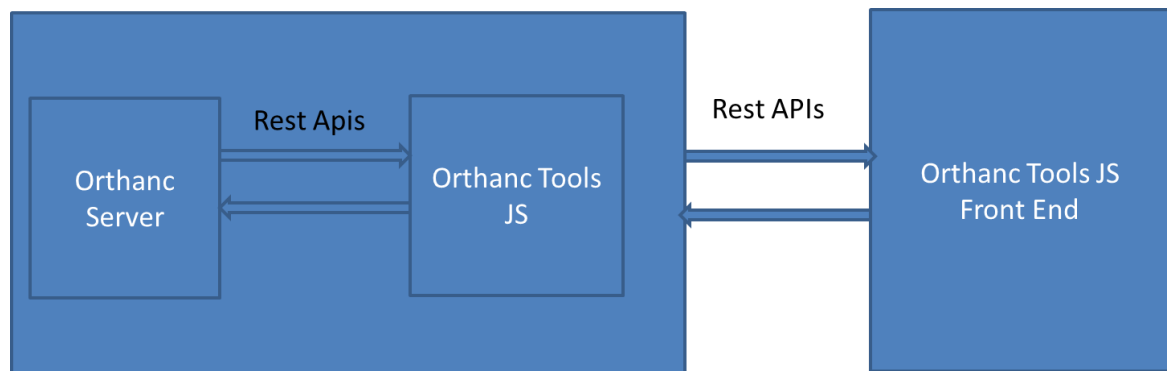 Rest Apis
Orthanc
Server
Orthanc Tools
JS
Rest APIs
Orthanc Tools JS
Front End